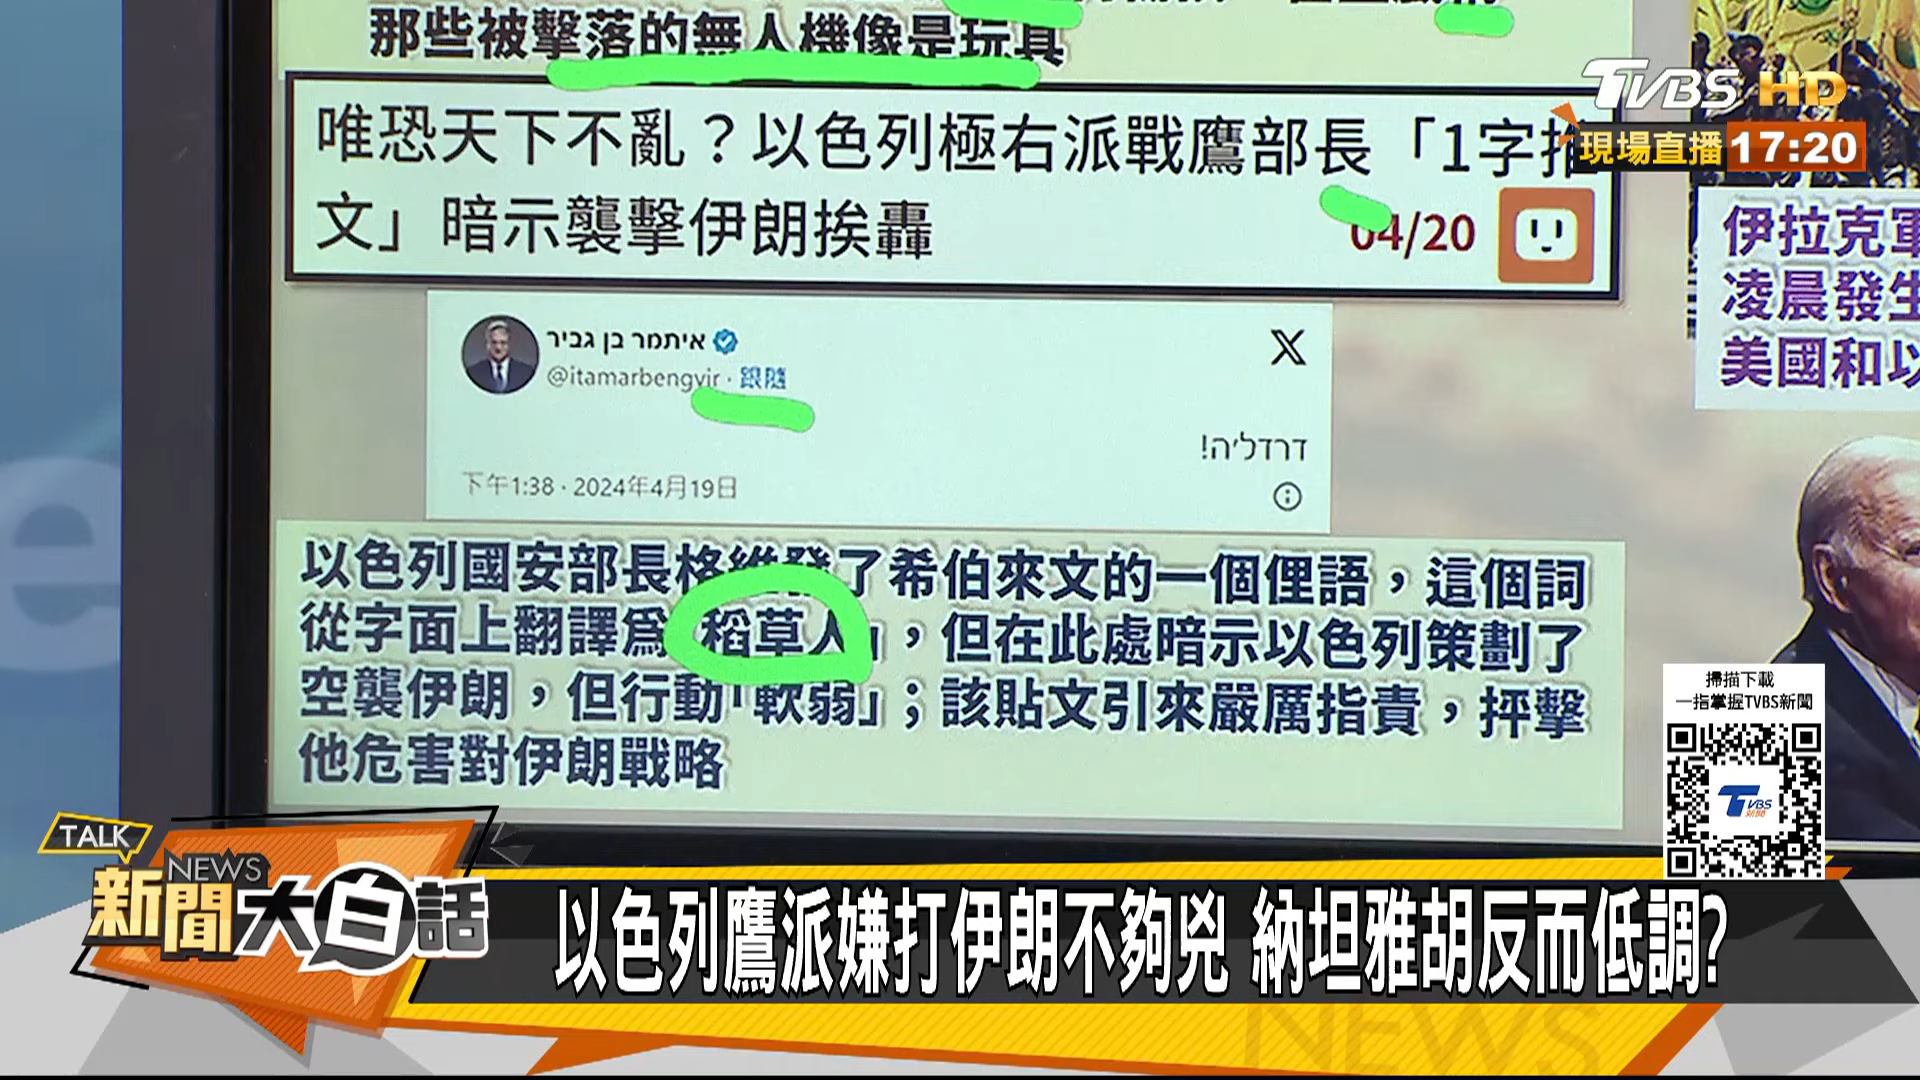 那些被擊落的無人機像是玩具
唯恐天下不亂？以色列極右派戰鷹部長「1字推
文」暗示襲擊伊朗挨轟
04/20
TVBS HD
現場直播 17:20
איתמר בן גביר
@itamarbengvir · 跟隨
דרדל׳ה!
下午1:38 · 2024年4月19日
以色列國安部長格維發了希伯來文的一個俚語，這個詞
從字面上翻譯為「稻草人」，但在此處暗示以色列策劃了
空襲伊朗，但行動「軟弱」；該貼文引來嚴厲指責，抨擊
他危害對伊朗戰略
伊拉克軍
凌晨發生
美國和以
掃描下載
一指掌握TVBS新聞
TVBS
新聞
TALK
NEWS
新聞大白話
以色列鷹派嫌打伊朗不夠兇 納坦雅胡反而低調?
NEWS